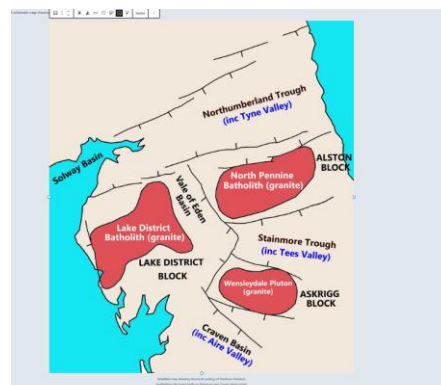 Northumberland Trough
(inc Tyne Valley)
Solway Basin
Vale of Eden
Basin
North Pennine
Batholith (granite)
ALSTON
BLOCK
Lake District
Batholith (granite)
LAKE DISTRICT
BLOCK
Stainmore Trough
(inc Tees Valley)
Wensleydale Pluton
(granite)
ASKRIGG
BLOCK
Craven Basin
(inc Aire Valley)